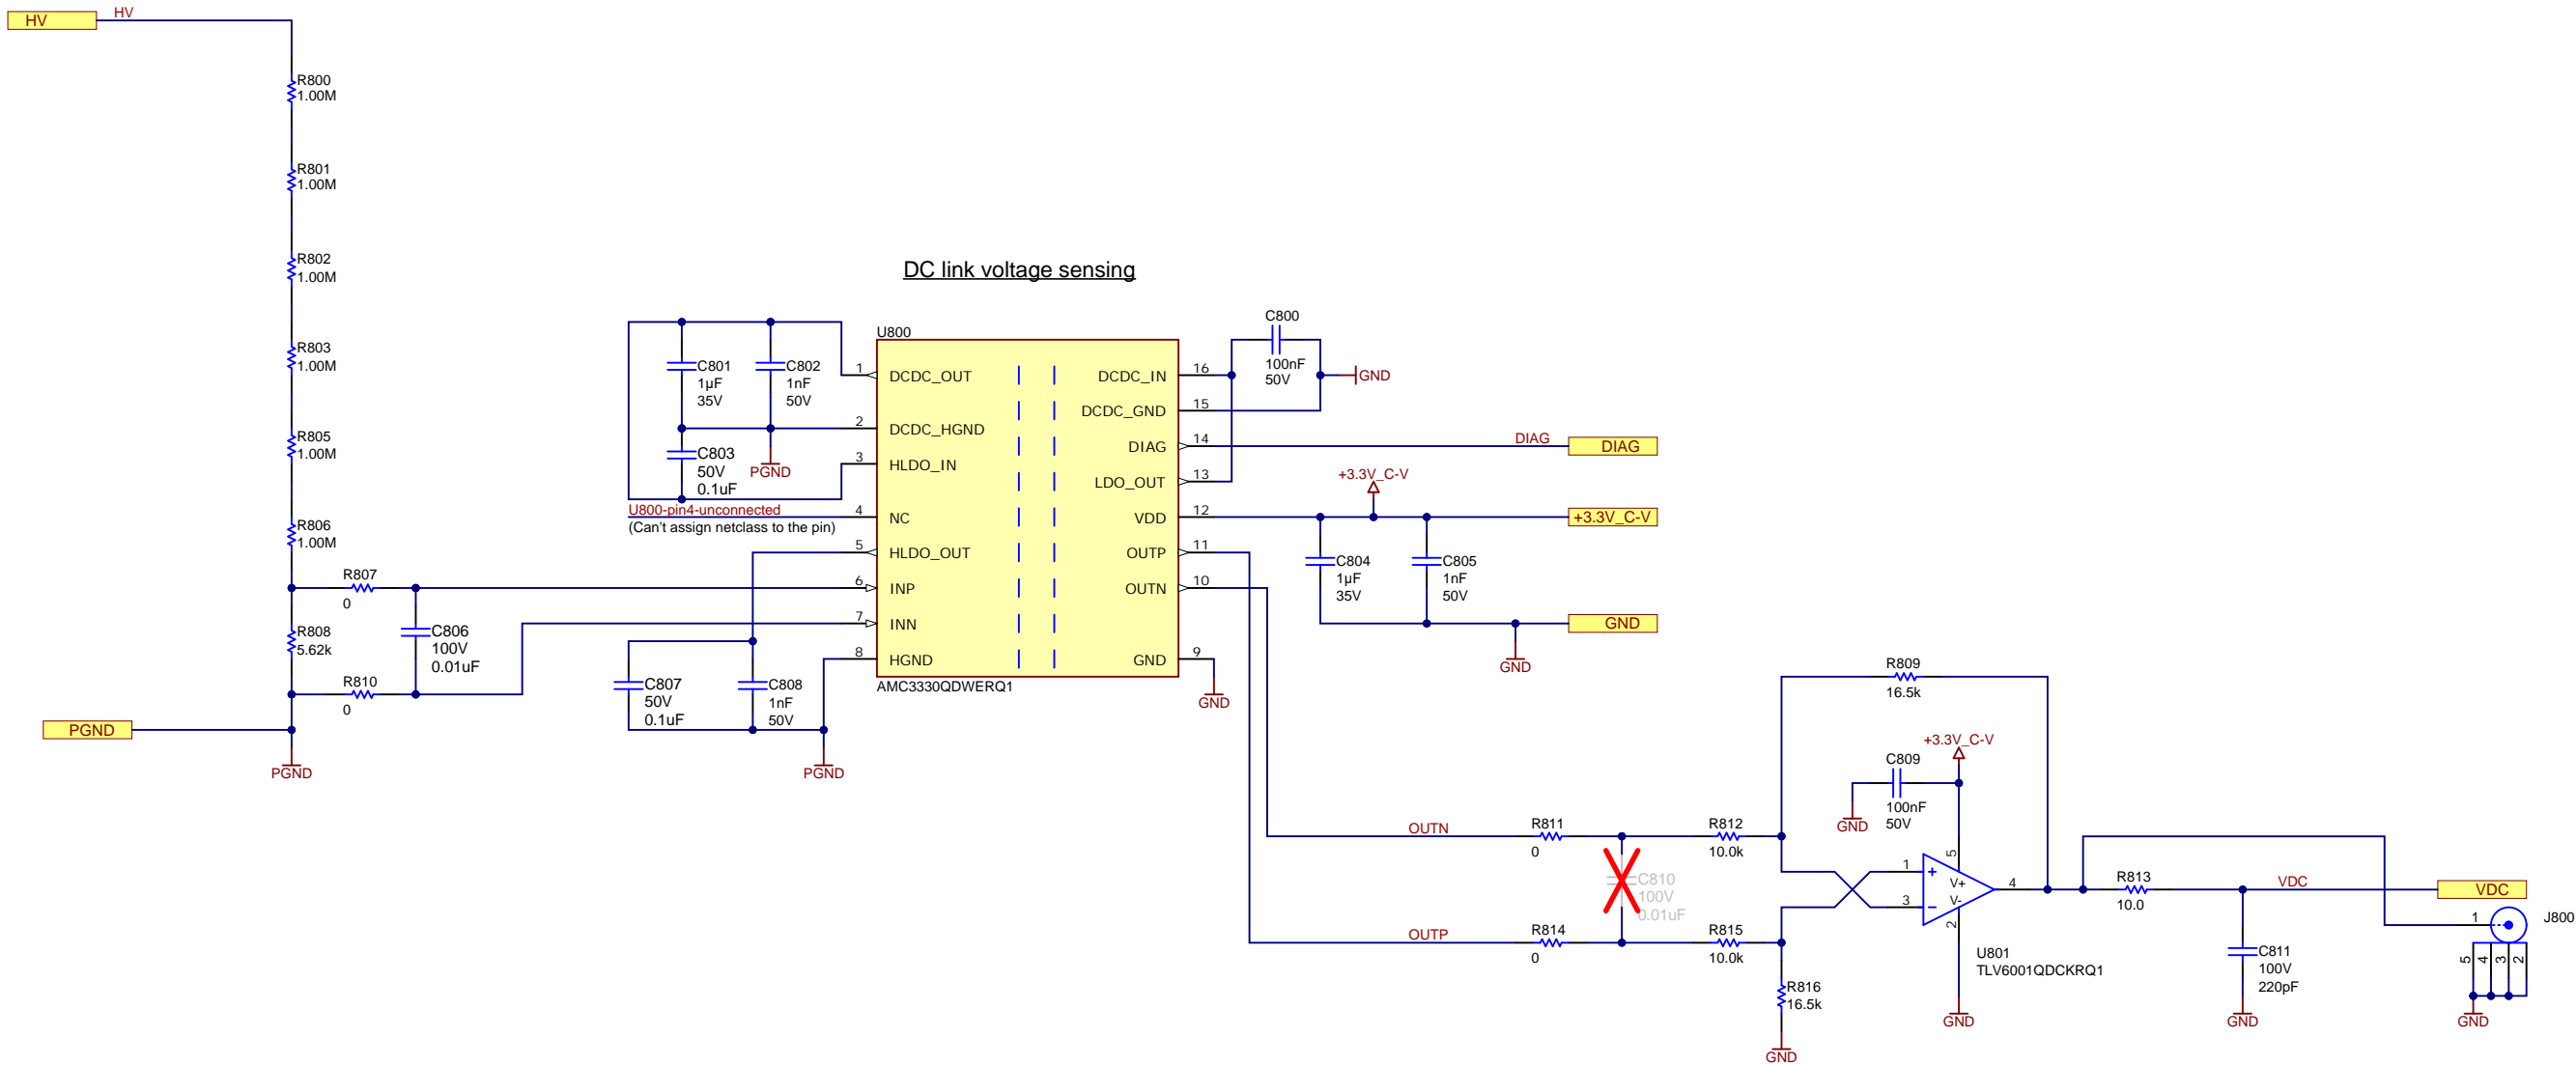 HV
HV
R800
1.00M
R801
1.00M
R802
1.00M
R803
1.00M
R805
1.00M
R806
1.00M
R807
0
R808
5.62k
R810
0
C806
100V
0.01uF
PGND
PGND
DC link voltage sensing
C801
1µF
35V
C802
1nF
50V
C803
50V
0.1uF
PGND
U800-pin4-unconnected
(Can't assign netclass to the pin)
C807
50V
0.1uF
C808
1nF
50V
PGND
U800
1 DCDC_OUT
2 DCDC_HGND
3 HLDO_IN
4 NC
5 HLDO_OUT
6 INP
7 INN
8 HGND
DCDC_IN 16
DCDC_GND 15
DIAG 14
LDO_OUT 13
VDD 12
OUTP 11
OUTN 10
GND 9
AMC3330QDWERQ1
GND
C800
100nF
50V
GND
DIAG
DIAG
+3.3V_C-V
+3.3V_C-V
C804
1µF
35V
C805
1nF
50V
GND
GND
R809
16.5k
+3.3V_C-V
C809
100nF
50V
GND
OUTN
R811
0
R812
10.0k
C810
100V
0.01uF
OUTP
R814
0
R815
10.0k
R816
16.5k
GND
1
+
3
−
V+
V-
5
2
4
U801
TLV6001QDCKRQ1
GND
R813
10.0
VDC
VDC
C811
100V
220pF
GND
1
J800
5
4
3
2
GND